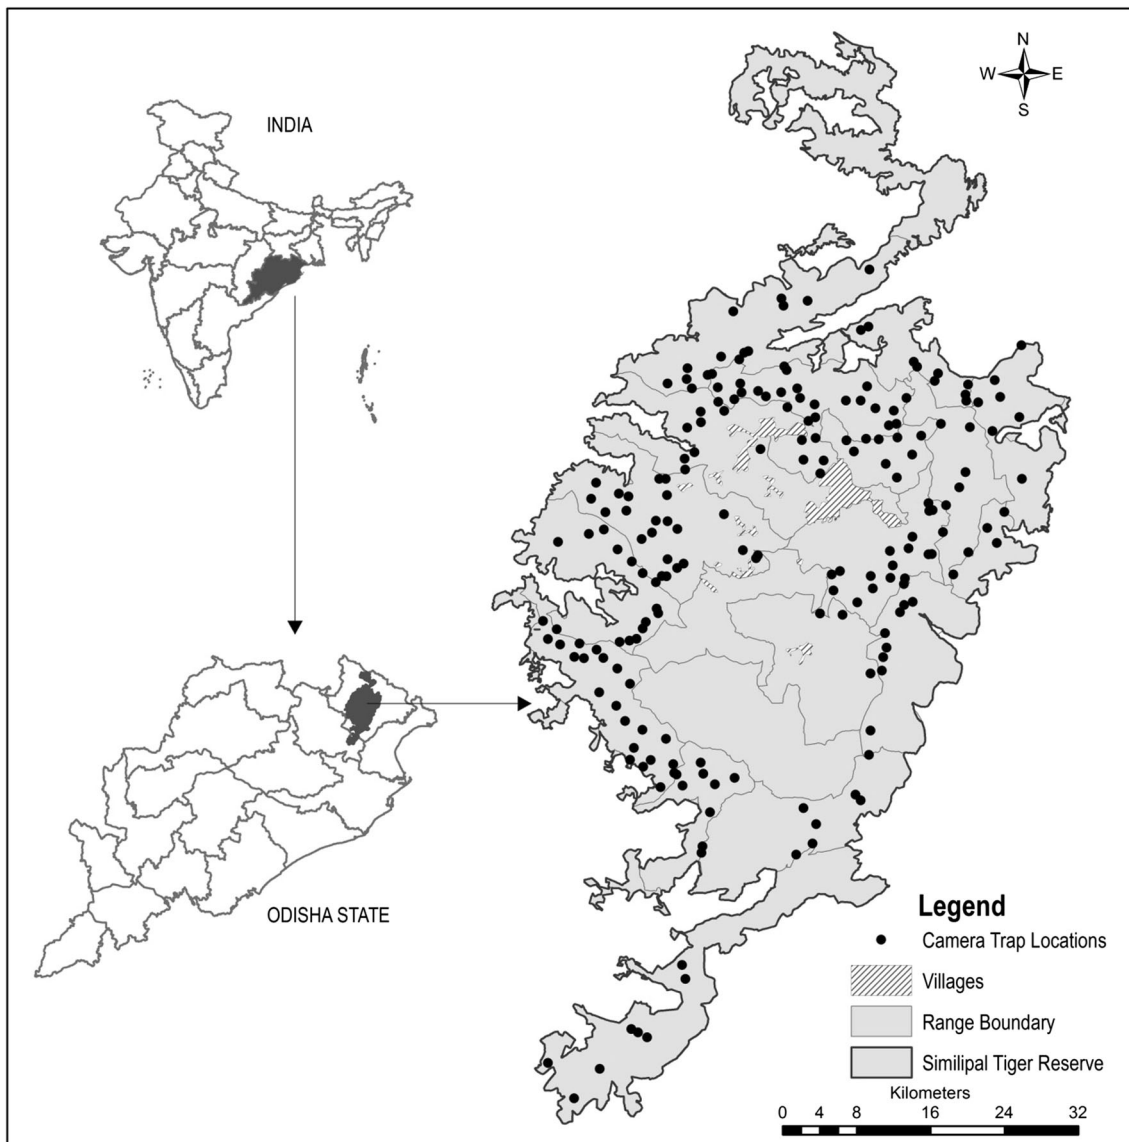 N
W E
S
INDIA
ODISHA STATE
Legend
Camera Trap Locations
Villages
Range Boundary
Similipal Tiger Reserve
Kilometers
0 4 8 16 24 32